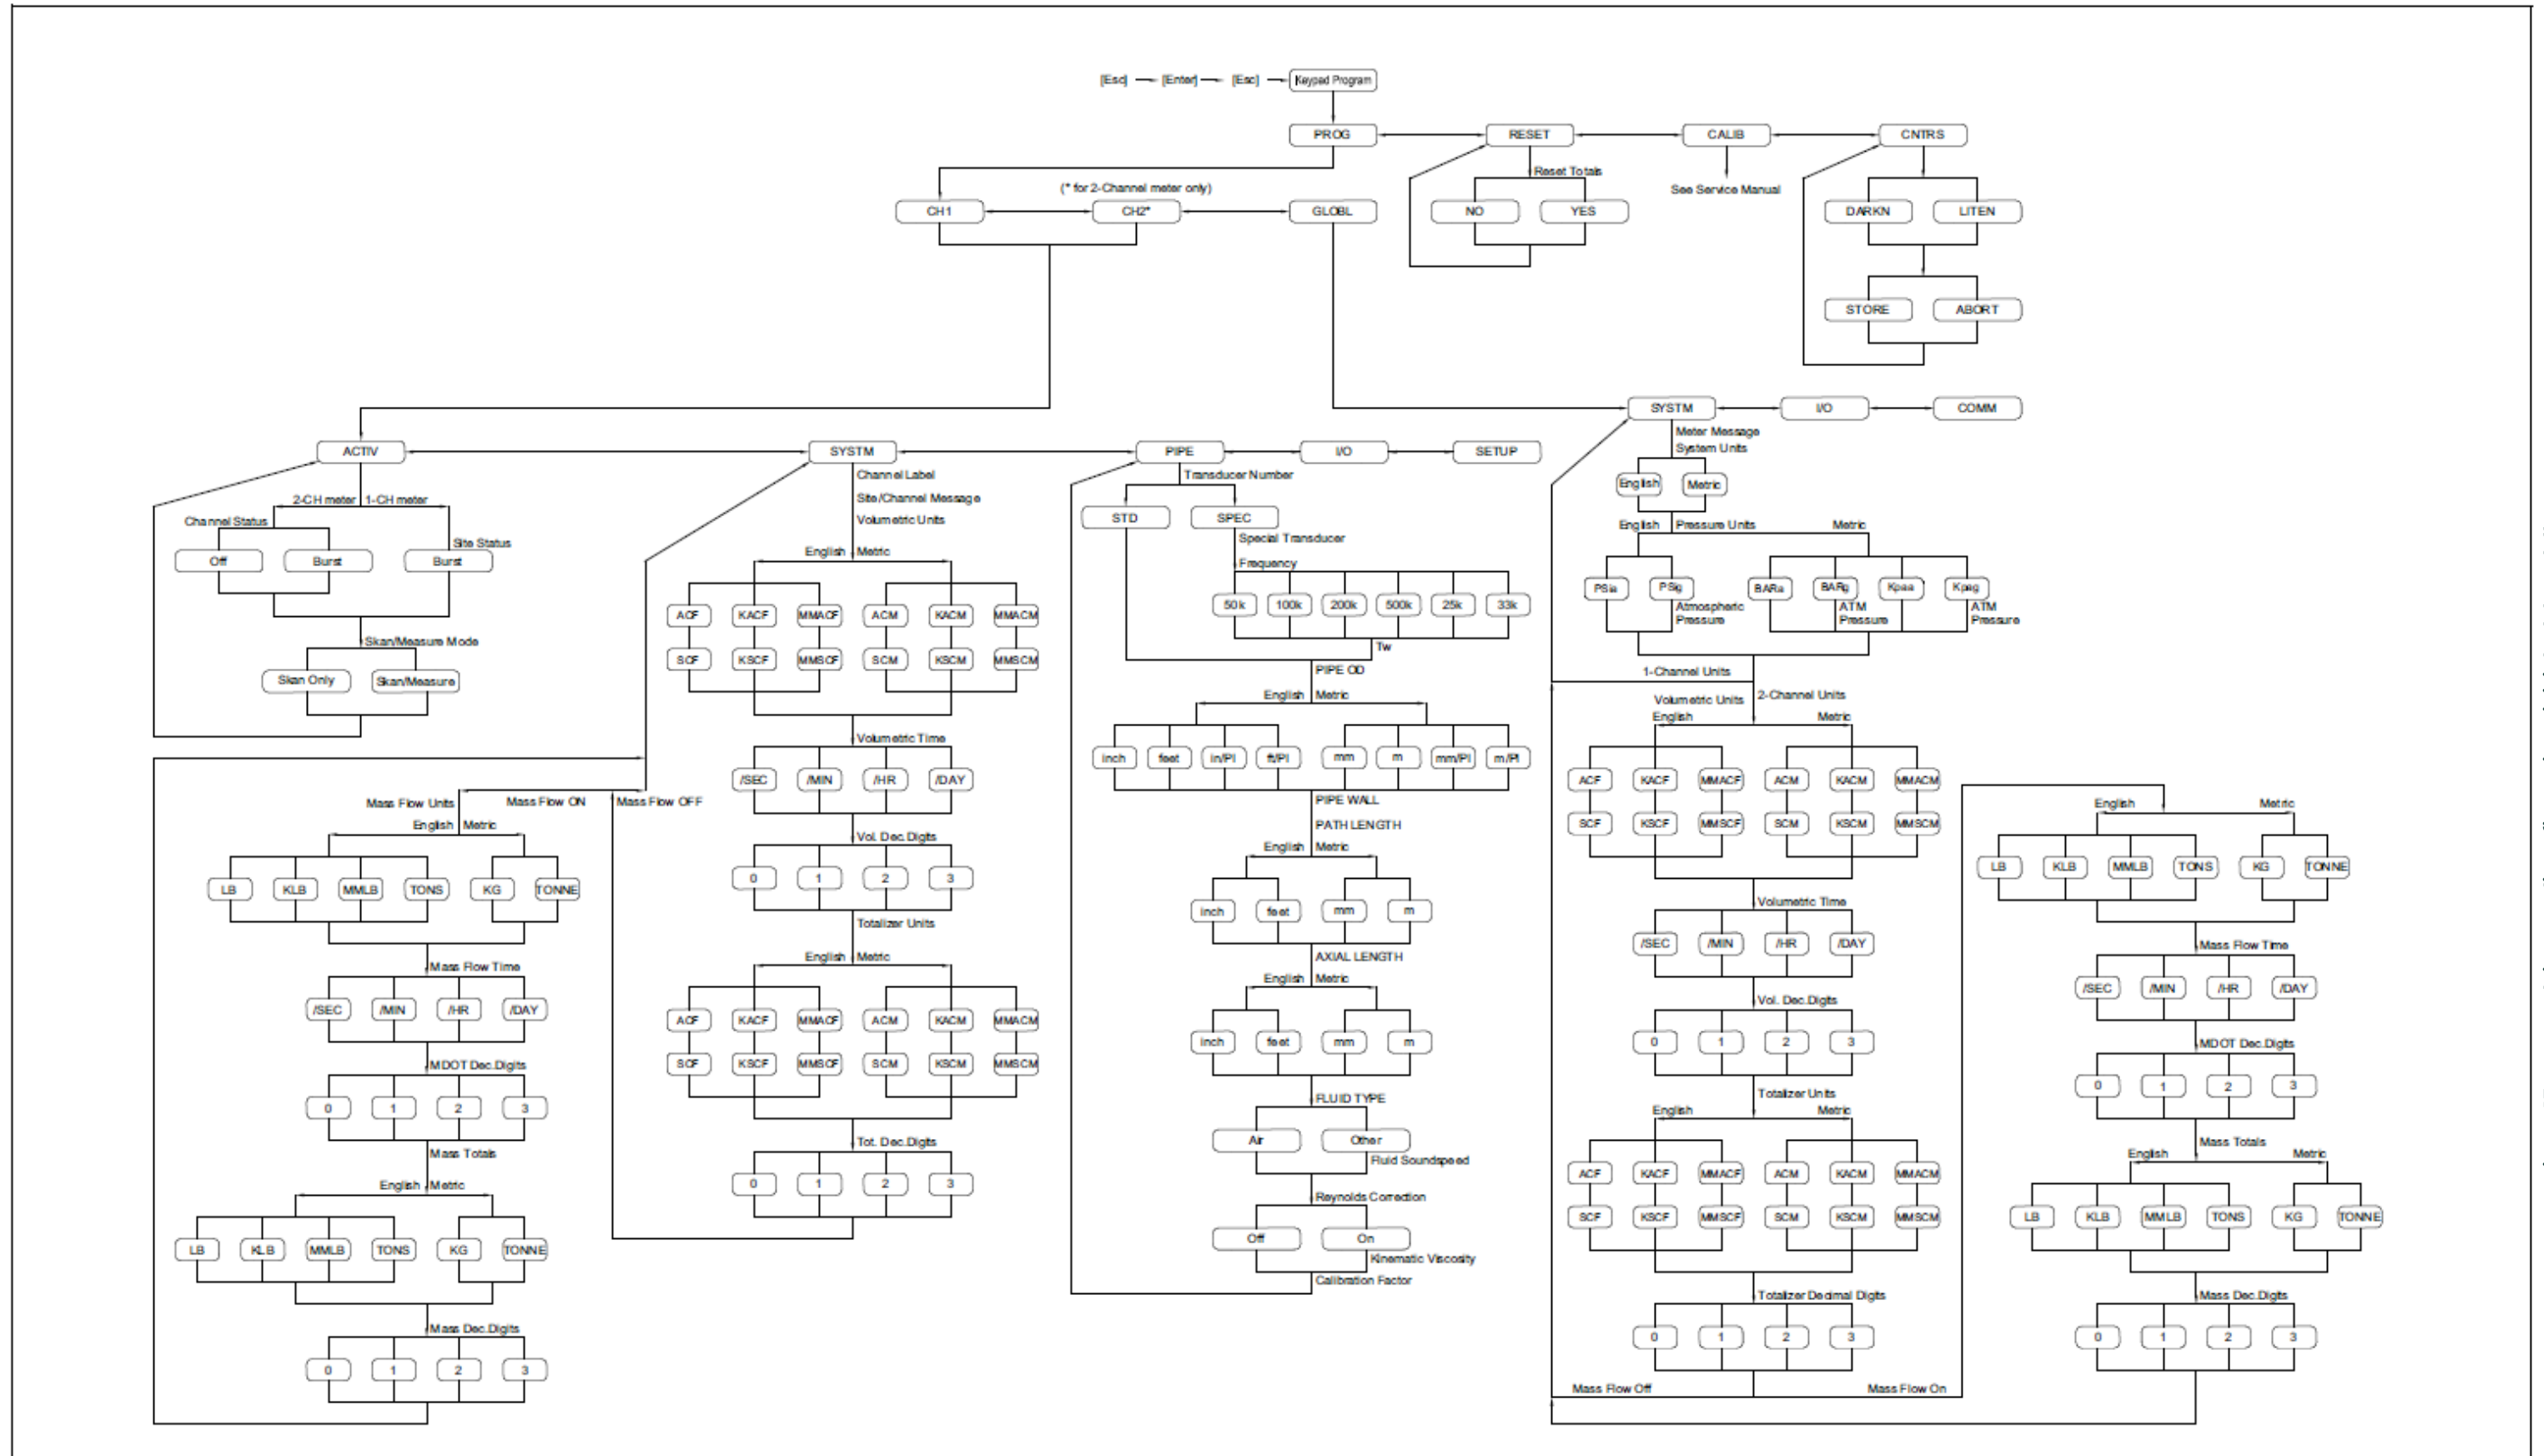 [Esc] [Enter] [Esc] Keypad Program
PROG RESET CALIB CNTRS
Reset Totals
See Service Manual
(* for 2-Channel meter only)
CH1 CH2* GLOBL NO YES DARKN LITEN
STORE ABORT
SYSTM I/O COMM
ACTIV SYSTM PIPE I/O SETUP
2-CH meter 1-CH meter
Channel Status
Site Status
Off Burst Burst
Skan/Measure Mode
Skan Only Skan/Measure
Channel Label
Site/Channel Message
Volumetric Units
English Metric
ACF KACF MMACF ACM KACM MMACM
SCF KSCF MMSCF SCM KSCM MMSCM
Volumetric Time
/SEC /MIN /HR /DAY
Vol. Dec.Digits
0 1 2 3
Totalizer Units
English Metric
ACF KACF MMACF ACM KACM MMACM
SCF KSCF MMSCF SCM KSCM MMSCM
Tot. Dec.Digits
0 1 2 3
Mass Flow Units Mass Flow ON Mass Flow OFF
English Metric
LB KLB MMLB TONS KG TONNE
Mass Flow Time
/SEC /MIN /HR /DAY
MDOT Dec.Digits
0 1 2 3
Mass Totals
English Metric
LB KLB MMLB TONS KG TONNE
Mass Dec.Digits
0 1 2 3
Transducer Number
STD SPEC
Special Transducer
Frequency
50k 100k 200k 500k 25k 33k
Tw
PIPE OD
English Metric
inch feet in/PI ft/PI mm m mm/PI m/PI
PIPE WALL
PATH LENGTH
English Metric
inch feet mm m
AXIAL LENGTH
English Metric
inch feet mm m
FLUID TYPE
Air Other
Fluid Soundspeed
Reynolds Correction
Off On
Kinematic Viscosity
Calibration Factor
Meter Message
System Units
English Metric
English Pressure Units Metric
PSia PSig BARa BARg Kpaa Kpag
Atmospheric Pressure
ATM Pressure
ATM Pressure
1-Channel Units
2-Channel Units
Volumetric Units
English Metric
ACF KACF MMACF ACM KACM MMACM
SCF KSCF MMSCF SCM KSCM MMSCM
Volumetric Time
/SEC /MIN /HR /DAY
Vol. Dec.Digits
0 1 2 3
Totalizer Units
English Metric
ACF KACF MMACF ACM KACM MMACM
SCF KSCF MMSCF SCM KSCM MMSCM
Totalizer Decimal Digits
0 1 2 3
Mass Flow Off Mass Flow On
English Metric
LB KLB MMLB TONS KG TONNE
Mass Flow Time
/SEC /MIN /HR /DAY
MDOT Dec.Digits
0 1 2 3
Mass Totals
English Metric
LB KLB MMLB TONS KG TONNE
Mass Dec.Digits
0 1 2 3